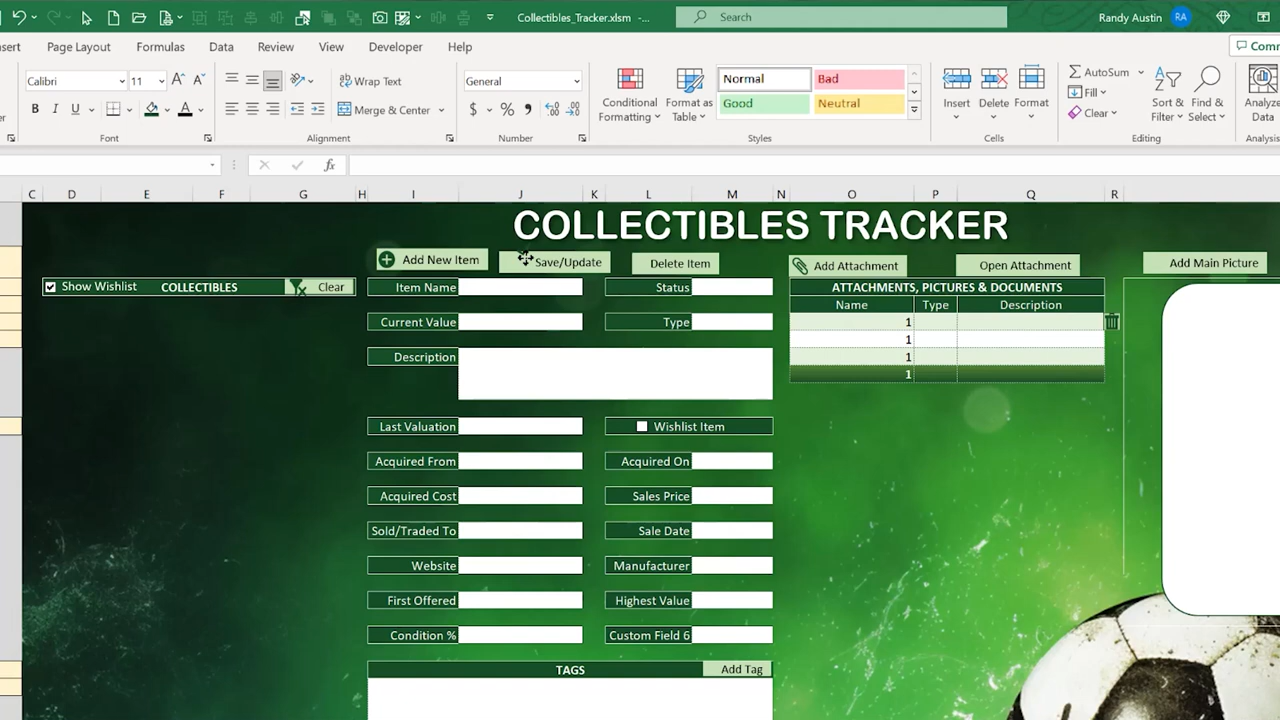 Collectibles_Tracker.xlsm -...
Search
Randy Austin
RA
nsert
Page Layout
Formulas
Data
Review
View
Developer
Help
Comm
Calibri
11
A
A
Wrap Text
General
Conditional
Formatting
Format as
Table
Normal
Bad
Good
Neutral
Insert
Delete
Format
AutoSum
Fill
Clear
Sort &
Filter
Find &
Select
Analyze
Data
B
I
U
A
Merge & Center
$
%
Font
Alignment
Number
Styles
Cells
Editing
Analysis
fx
C D E F G H I J K L M N O P Q R
COLLECTIBLES TRACKER
Add New Item
Save/Update
Delete Item
Add Attachment
Open Attachment
Add Main Picture
Show Wishlist
COLLECTIBLES
Clear
Item Name
Status
ATTACHMENTS, PICTURES & DOCUMENTS
Name
Type
Description
Current Value
Type
1
1
Description
1
1
Last Valuation
Wishlist Item
Acquired From
Acquired On
Acquired Cost
Sales Price
Sold/Traded To
Sale Date
Website
Manufacturer
First Offered
Highest Value
Condition %
Custom Field 6
TAGS
Add Tag